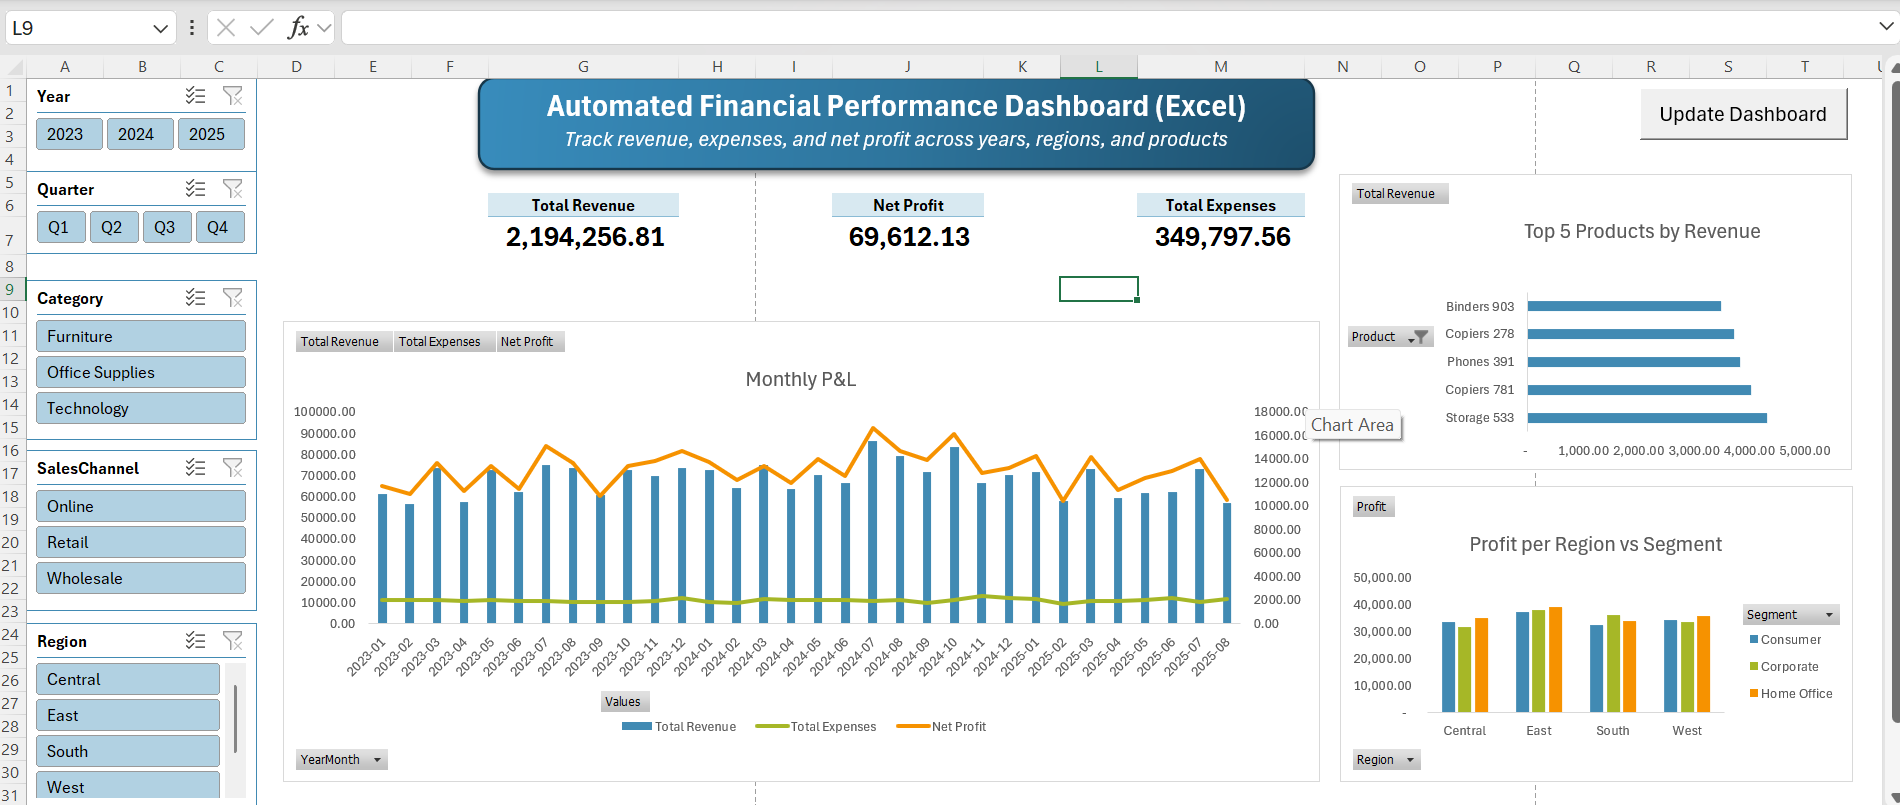 L9
fx
A B C D E F G H I J K L M N O P Q R S T
1
2
3
4
5
6
7
8
9
10
11
12
13
14
15
16
17
18
19
20
21
22
23
24
25
26
27
28
29
30
31
Year
2023 2024 2025
Quarter
Q1 Q2 Q3 Q4
Category
Furniture
Office Supplies
Technology
SalesChannel
Online
Retail
Wholesale
Region
Central
East
South
West
Automated Financial Performance Dashboard (Excel)
Track revenue, expenses, and net profit across years, regions, and products
Update Dashboard
Total Revenue Net Profit Total Expenses
2,194,256.81 69,612.13 349,797.56
Total Revenue Total Expenses Net Profit
Monthly P&L
100000.00
90000.00
80000.00
70000.00
60000.00
50000.00
40000.00
30000.00
20000.00
10000.00
0.00
18000.00
16000.00
14000.00
12000.00
10000.00
8000.00
6000.00
4000.00
2000.00
0.00
Chart Area
2023-01 2023-02 2023-03 2023-04 2023-05 2023-06 2023-07 2023-08 2023-09 2023-10 2023-11 2023-12 2024-01 2024-02 2024-03 2024-04 2024-05 2024-06 2024-07 2024-08 2024-09 2024-10 2024-11 2024-12 2025-01 2025-02 2025-03 2025-04 2025-05 2025-06 2025-07 2025-08
Values
Total Revenue Total Expenses Net Profit
YearMonth
Total Revenue
Top 5 Products by Revenue
Product
Binders 903
Copiers 278
Phones 391
Copiers 781
Storage 533
- 1,000.00 2,000.00 3,000.00 4,000.00 5,000.00
Profit
Profit per Region vs Segment
50,000.00
40,000.00
30,000.00
20,000.00
10,000.00
-
Central East South West
Segment
Consumer
Corporate
Home Office
Region